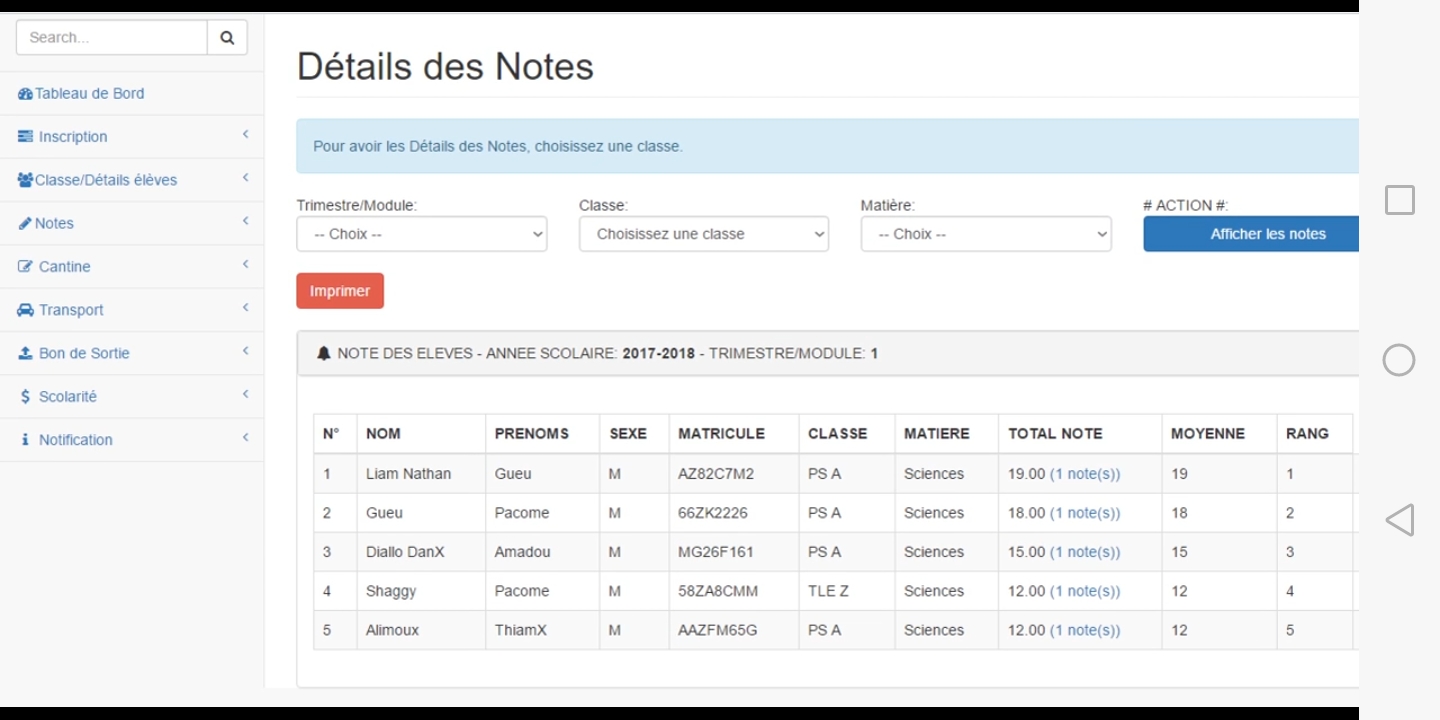 Search...
Tableau de Bord
Inscription
Classe/Détails élèves
Notes
Cantine
Transport
Bon de Sortie
Scolarité
Notification
Détails des Notes
Pour avoir les Détails des Notes, choisissez une classe.
Trimestre/Module: Classe: Matière: # ACTION #:
-- Choix -- Choisissez une classe -- Choix -- Afficher les notes
Imprimer
NOTE DES ELEVES - ANNEE SCOLAIRE: 2017-2018 - TRIMESTRE/MODULE: 1
N° NOM PRENOMS SEXE MATRICULE CLASSE MATIERE TOTAL NOTE MOYENNE RANG
1 Liam Nathan Gueu M AZ82C7M2 PS A Sciences 19.00 (1 note(s)) 19 1
2 Gueu Pacome M 66ZK2226 PS A Sciences 18.00 (1 note(s)) 18 2
3 Diallo DanX Amadou M MG26F161 PS A Sciences 15.00 (1 note(s)) 15 3
4 Shaggy Pacome M 58ZA8CMM TLE Z Sciences 12.00 (1 note(s)) 12 4
5 Alimoux ThiamX M AAZFM65G PS A Sciences 12.00 (1 note(s)) 12 5